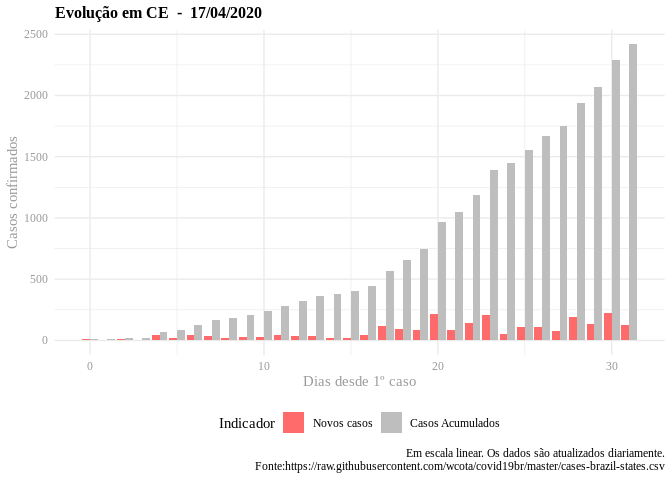 Evolução em CE - 17/04/2020
2500
2000
1500
1000
500
0
Casos confirmados
0 10 20 30
Dias desde 1º caso
Indicador Novos casos Casos Acumulados
Em escala linear. Os dados são atualizados diariamente.
Fonte:https://raw.githubusercontent.com/wcota/covid19br/master/cases-brazil-states.csv